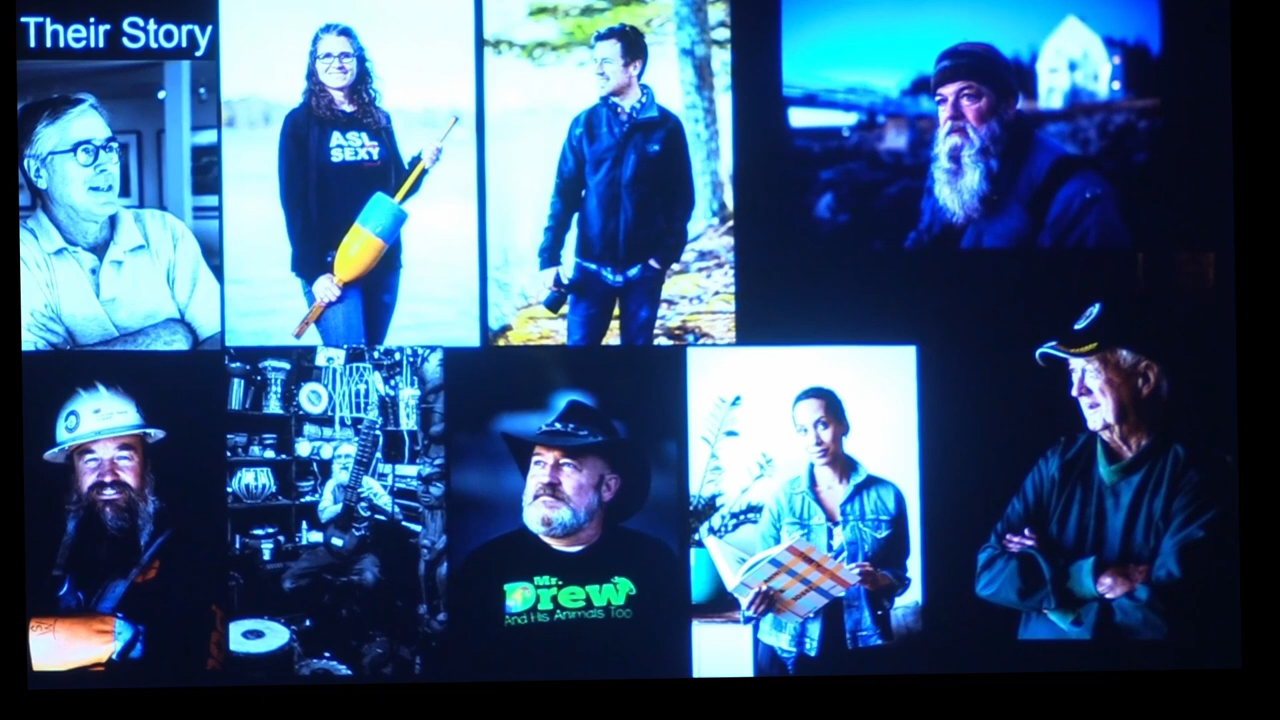 Their Story
ASL
SEXY
Mr.
Drew
And His Animals Too